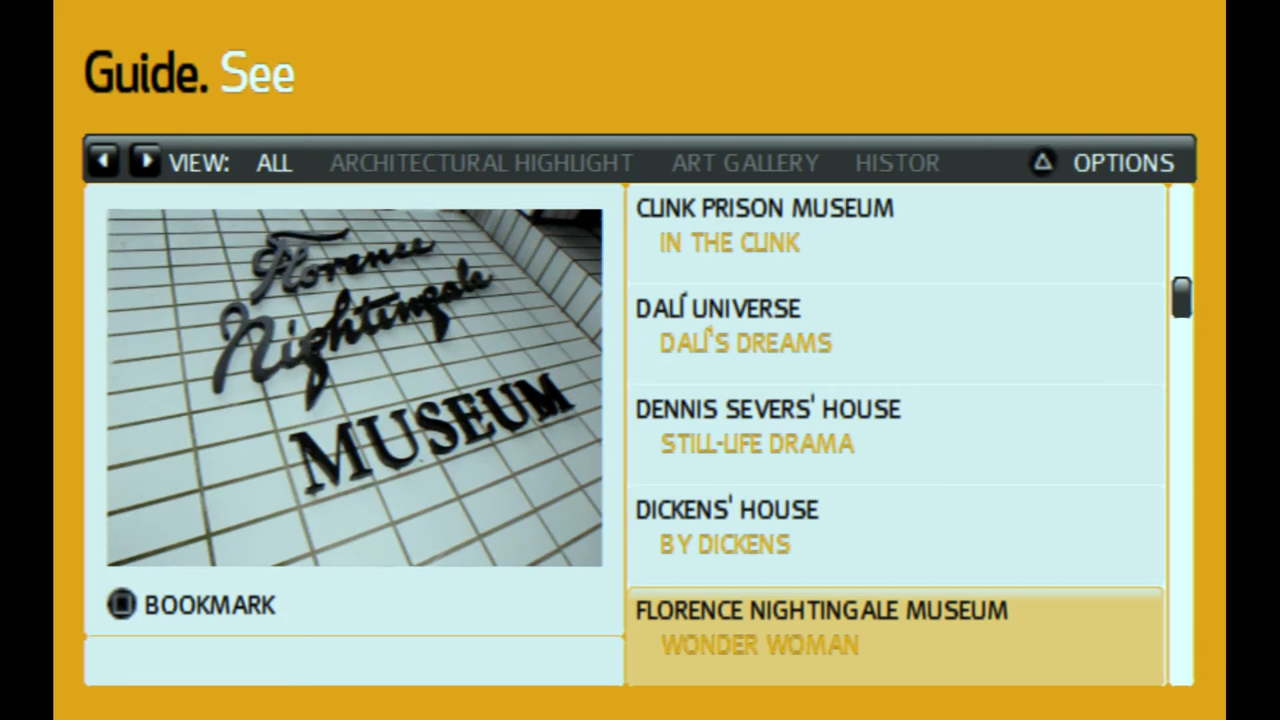 Guide. See
VIEW: ALL ARCHITECTURAL HIGHLIGHT ART GALLERY HISTOR OPTIONS
Florence
Nightingale
MUSEUM
BOOKMARK
CLINK PRISON MUSEUM
IN THE CLINK
DALÍ UNIVERSE
DALÍ'S DREAMS
DENNIS SEVERS' HOUSE
STILL-LIFE DRAMA
DICKENS' HOUSE
BY DICKENS
FLORENCE NIGHTINGALE MUSEUM
WONDER WOMAN